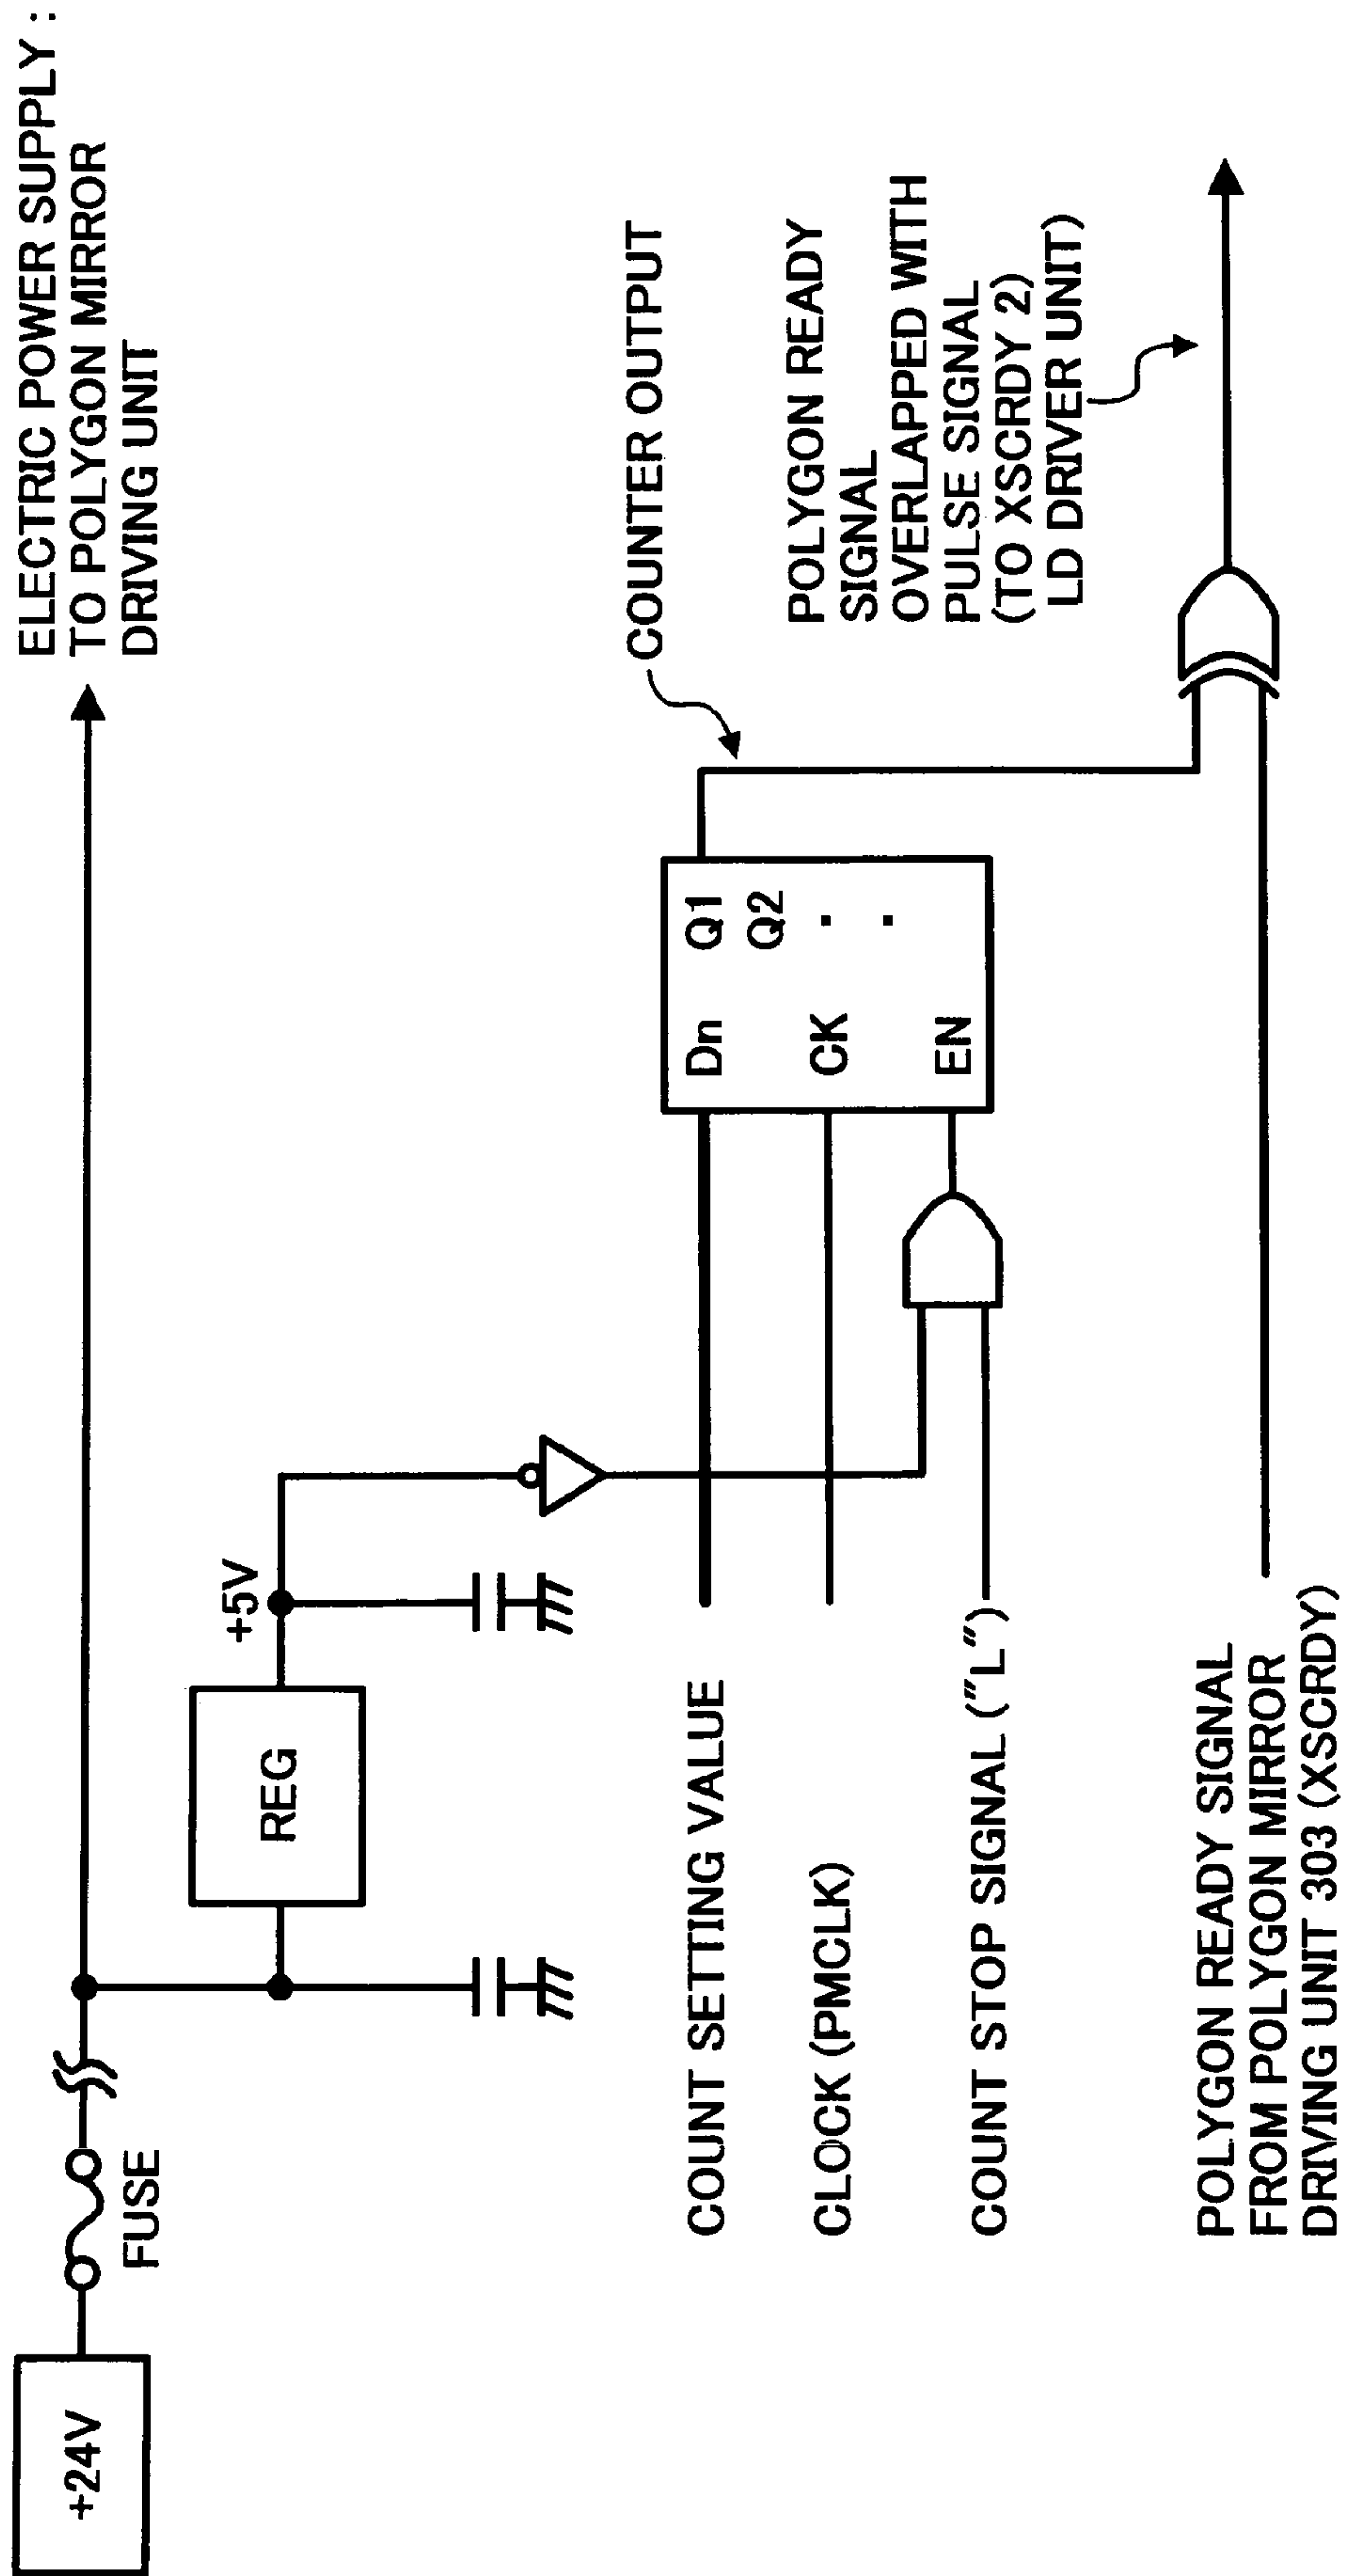 +24V
FUSE
ELECTRIC POWER SUPPLY :
TO POLYGON MIRROR
DRIVING UNIT
REG
+5V
COUNTER OUTPUT
COUNT SETTING VALUE
Dn Q1
Q2
.
CLOCK (PMCLK)
CK
.
COUNT STOP SIGNAL ("L")
EN
POLYGON READY
SIGNAL
OVERLAPPED WITH
PULSE SIGNAL
(TO XSCRDY 2)
LD DRIVER UNIT)
POLYGON READY SIGNAL
FROM POLYGON MIRROR
DRIVING UNIT 303 (XSCRDY)